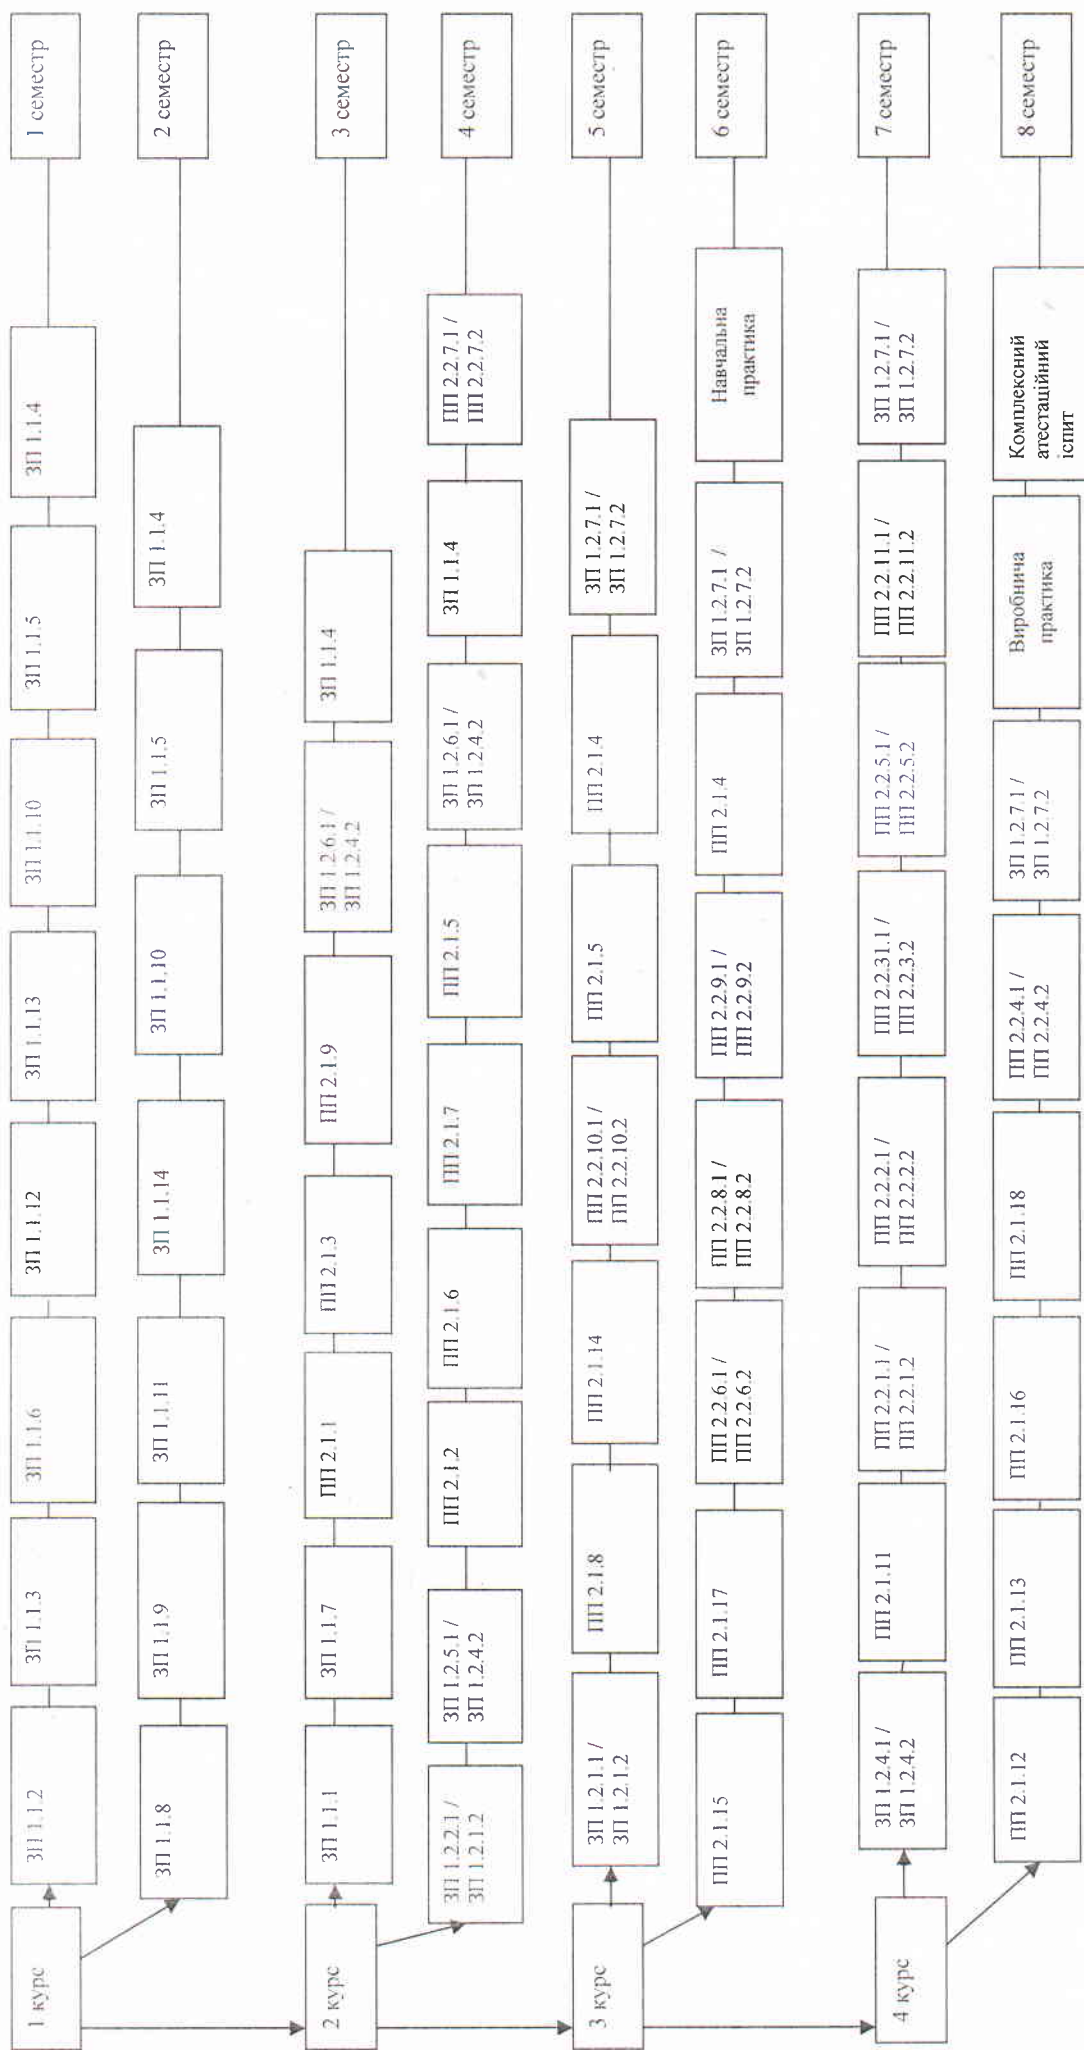 1 курс
ЗП 1.1.2
ЗП 1.1.3
ЗП 1.1.6
ЗП 1.1.12
ЗП 1.1.13
ЗП 1.1.10
ЗП 1.1.5
ЗП 1.1.4
1 семестр
ЗП 1.1.8
ЗП 1.1.9
ЗП 1.1.11
ЗП 1.1.14
ЗП 1.1.10
ЗП 1.1.5
ЗП 1.1.4
2 семестр
2 курс
ЗП 1.1.1
ЗП 1.1.7
ПП 2.1.1
ПП 2.1.3
ПП 2.1.9
ЗП 1.2.6.1 /
ЗП 1.2.4.2
ЗП 1.1.4
3 семестр
ЗП 1.2.2.1 /
ЗП 1.2.1.2
ЗП 1.2.5.1 /
ЗП 1.2.4.2
ПП 2.1.2
ПП 2.1.6
ПП 2.1.7
ПП 2.1.5
ЗП 1.2.6.1 /
ЗП 1.2.4.2
ЗП 1.1.4
ПП 2.2.7.1 /
ПП 2.2.7.2
4 семестр
3 курс
ЗП 1.2.1.1 /
ЗП 1.2.1.2
ПП 2.1.8
ПП 2.1.14
ПП 2.2.10.1 /
ПП 2.2.10.2
ПП 2.1.5
ПП 2.1.4
ЗП 1.2.7.1 /
ЗП 1.2.7.2
5 семестр
ПП 2.1.15
ПП 2.1.17
ПП 2.2.6.1 /
ПП 2.2.6.2
ПП 2.2.8.1 /
ПП 2.2.8.2
ПП 2.2.9.1 /
ПП 2.2.9.2
ПП 2.1.4
ЗП 1.2.7.1 /
ЗП 1.2.7.2
Навчальна
практика
6 семестр
4 курс
ЗП 1.2.4.1 /
ЗП 1.2.4.2
ПП 2.1.11
ПП 2.2.1.1 /
ПП 2.2.1.2
ПП 2.2.2.1 /
ПП 2.2.2.2
ПП 2.2.31.1 /
ПП 2.2.3.2
ПП 2.2.5.1 /
ПП 2.2.5.2
ПП 2.2.11.1 /
ПП 2.2.11.2
ЗП 1.2.7.1 /
ЗП 1.2.7.2
7 семестр
ПП 2.1.12
ПП 2.1.13
ПП 2.1.16
ПП 2.1.18
ПП 2.2.4.1 /
ПП 2.2.4.2
ЗП 1.2.7.1 /
ЗП 1.2.7.2
Виробнича
практика
Комплексний
атестаційний
іспит
8 семестр